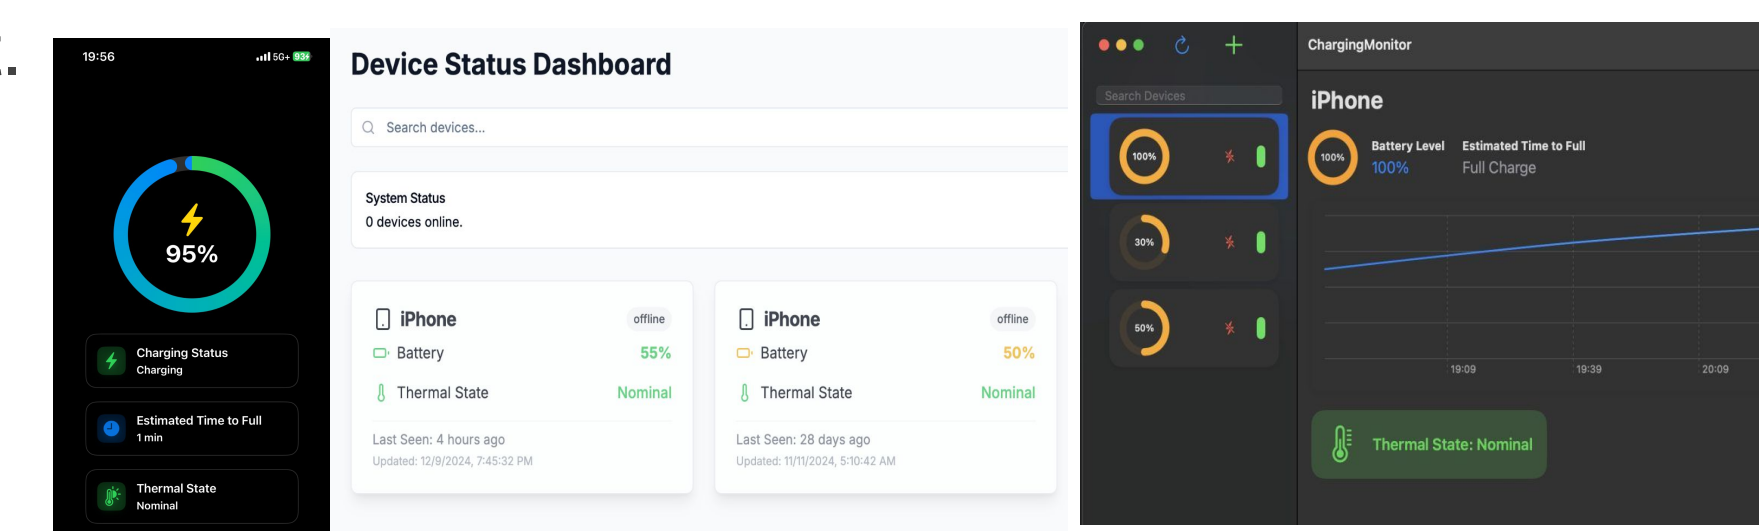 19:56
5G+ 93
95%
Charging Status
Charging
Estimated Time to Full
1 min
Thermal State
Nominal
Device Status Dashboard
Search devices...
System Status
0 devices online.
iPhone
offline
Battery
55%
Thermal State
Nominal
Last Seen: 4 hours ago
Updated: 12/9/2024, 7:45:32 PM
iPhone
offline
Battery
50%
Thermal State
Nominal
Last Seen: 28 days ago
Updated: 11/11/2024, 5:10:42 AM
Search Devices
100%
30%
50%
ChargingMonitor
iPhone
100%
Battery Level
100%
Estimated Time to Full
Full Charge
19:09
19:39
20:09
Thermal State: Nominal